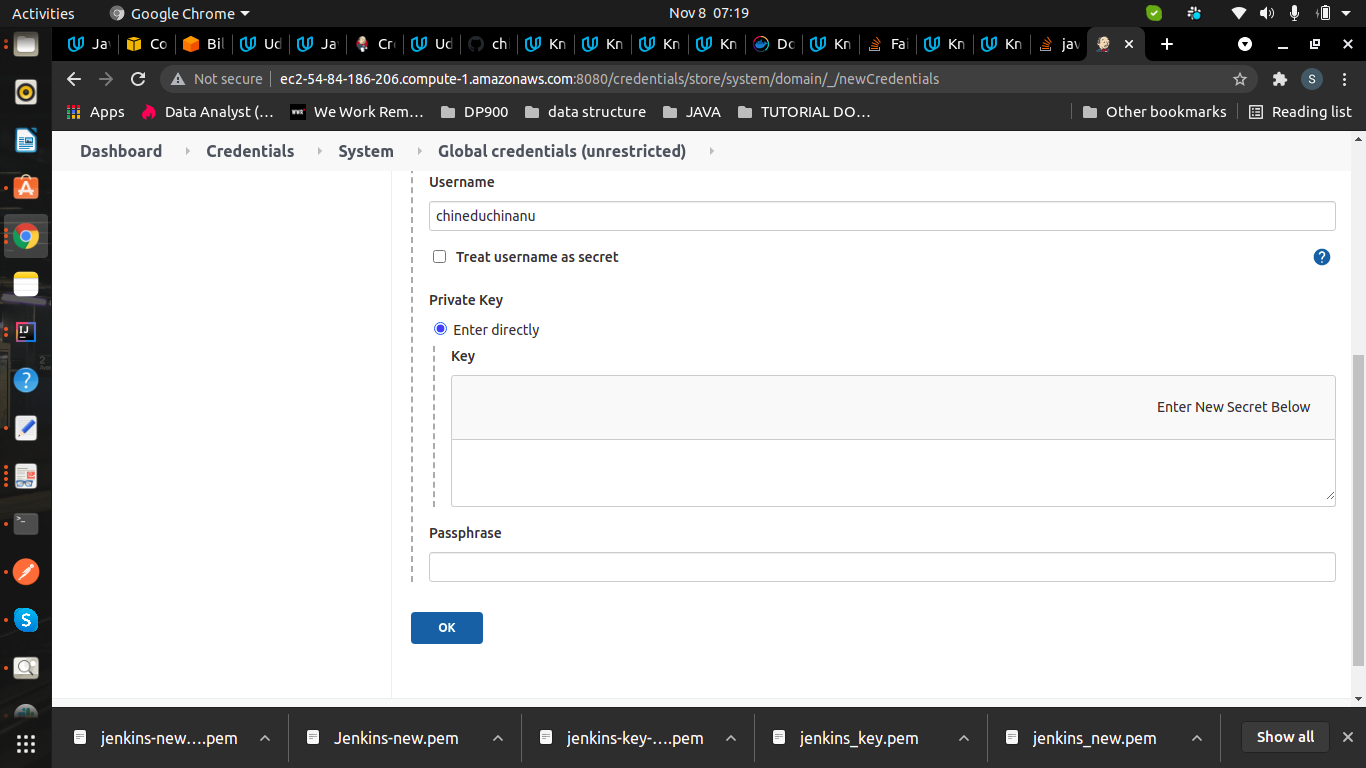 Activities
Google Chrome
Nov 8 07:19
Ja
Co
Bil
Ud
Ja
Cr
Ud
ch
Kn
Kn
Kn
Kn
Do
Kn
Fai
Kn
Kn
jav
Not secure
ec2-54-84-186-206.compute-1.amazonaws.com:8080/credentials/store/system/domain/_/newCredentials
S
Apps
Data Analyst (...
We Work Rem...
DP900
data structure
JAVA
TUTORIAL DO...
Other bookmarks
Reading list
Dashboard
Credentials
System
Global credentials (unrestricted)
Username
chineduchinanu
Treat username as secret
?
Private Key
Enter directly
Key
Enter New Secret Below
Passphrase
OK
jenkins-new....pem
Jenkins-new.pem
jenkins-key-....pem
jenkins_key.pem
jenkins_new.pem
Show all